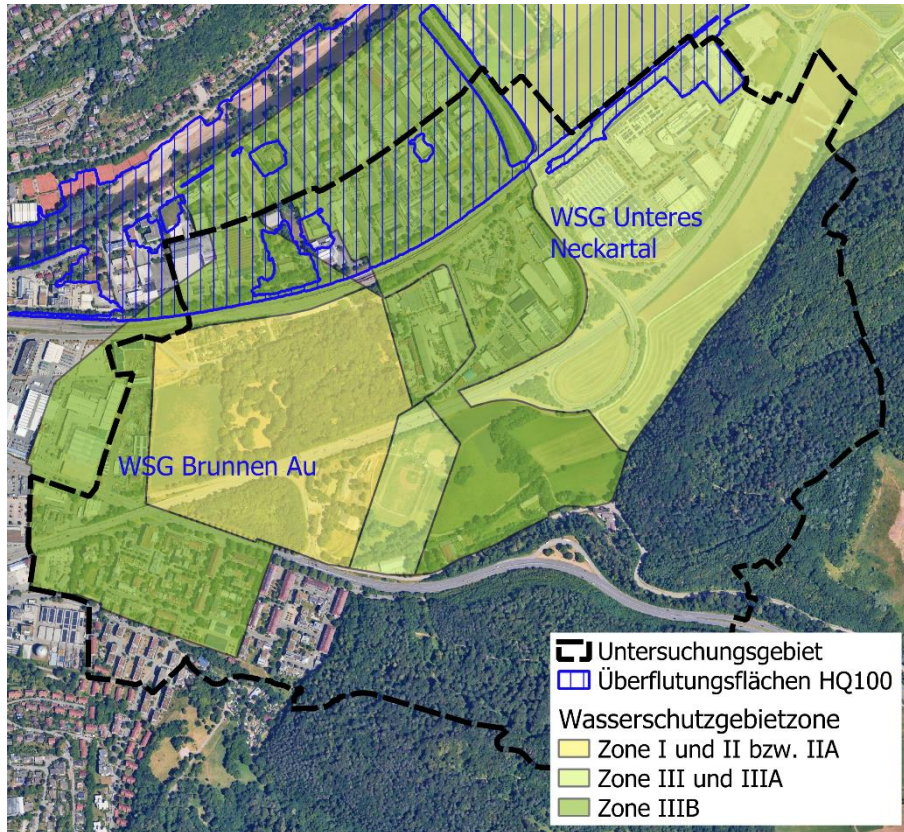 WSG Unteres
Neckartal
WSG Brunnen Au
Untersuchungsgebiet
Überflutungsflächen HQ100
Wasserschutzgebietzone
Zone I und II bzw. IIA
Zone III und IIIA
Zone IIIB